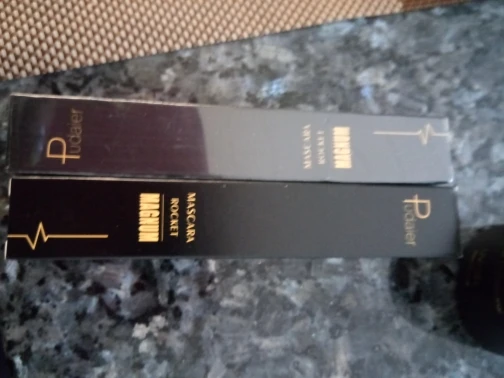 Pudaier
MASCARA
ROCKET
MAGNUM
MASCARA
ROCKET
MAGNUM
Pudaier